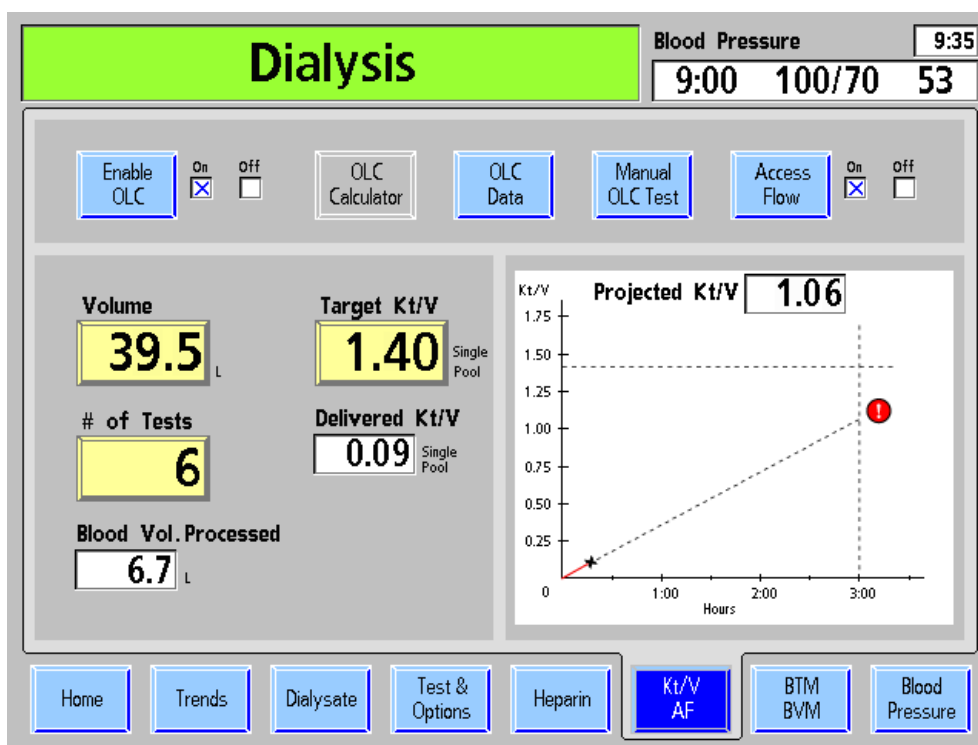 Dialysis
Blood Pressure 9:35
9:00 100/70 53
Enable OLC
On Off
OLC Calculator
OLC Data
Manual OLC Test
Access Flow
On Off
Volume
39.5 L
Target Kt/V
1.40 Single Pool
# of Tests
6
Delivered Kt/V
0.09 Single Pool
Blood Vol.Processed
6.7 L
Kt/V
Projected Kt/V 1.06
1.75
1.50
1.25
1.00
0.75
0.50
0.25
0 1:00 2:00 3:00
Hours
!
Home
Trends
Dialysate
Test & Options
Heparin
Kt/V AF
BTM BVM
Blood Pressure